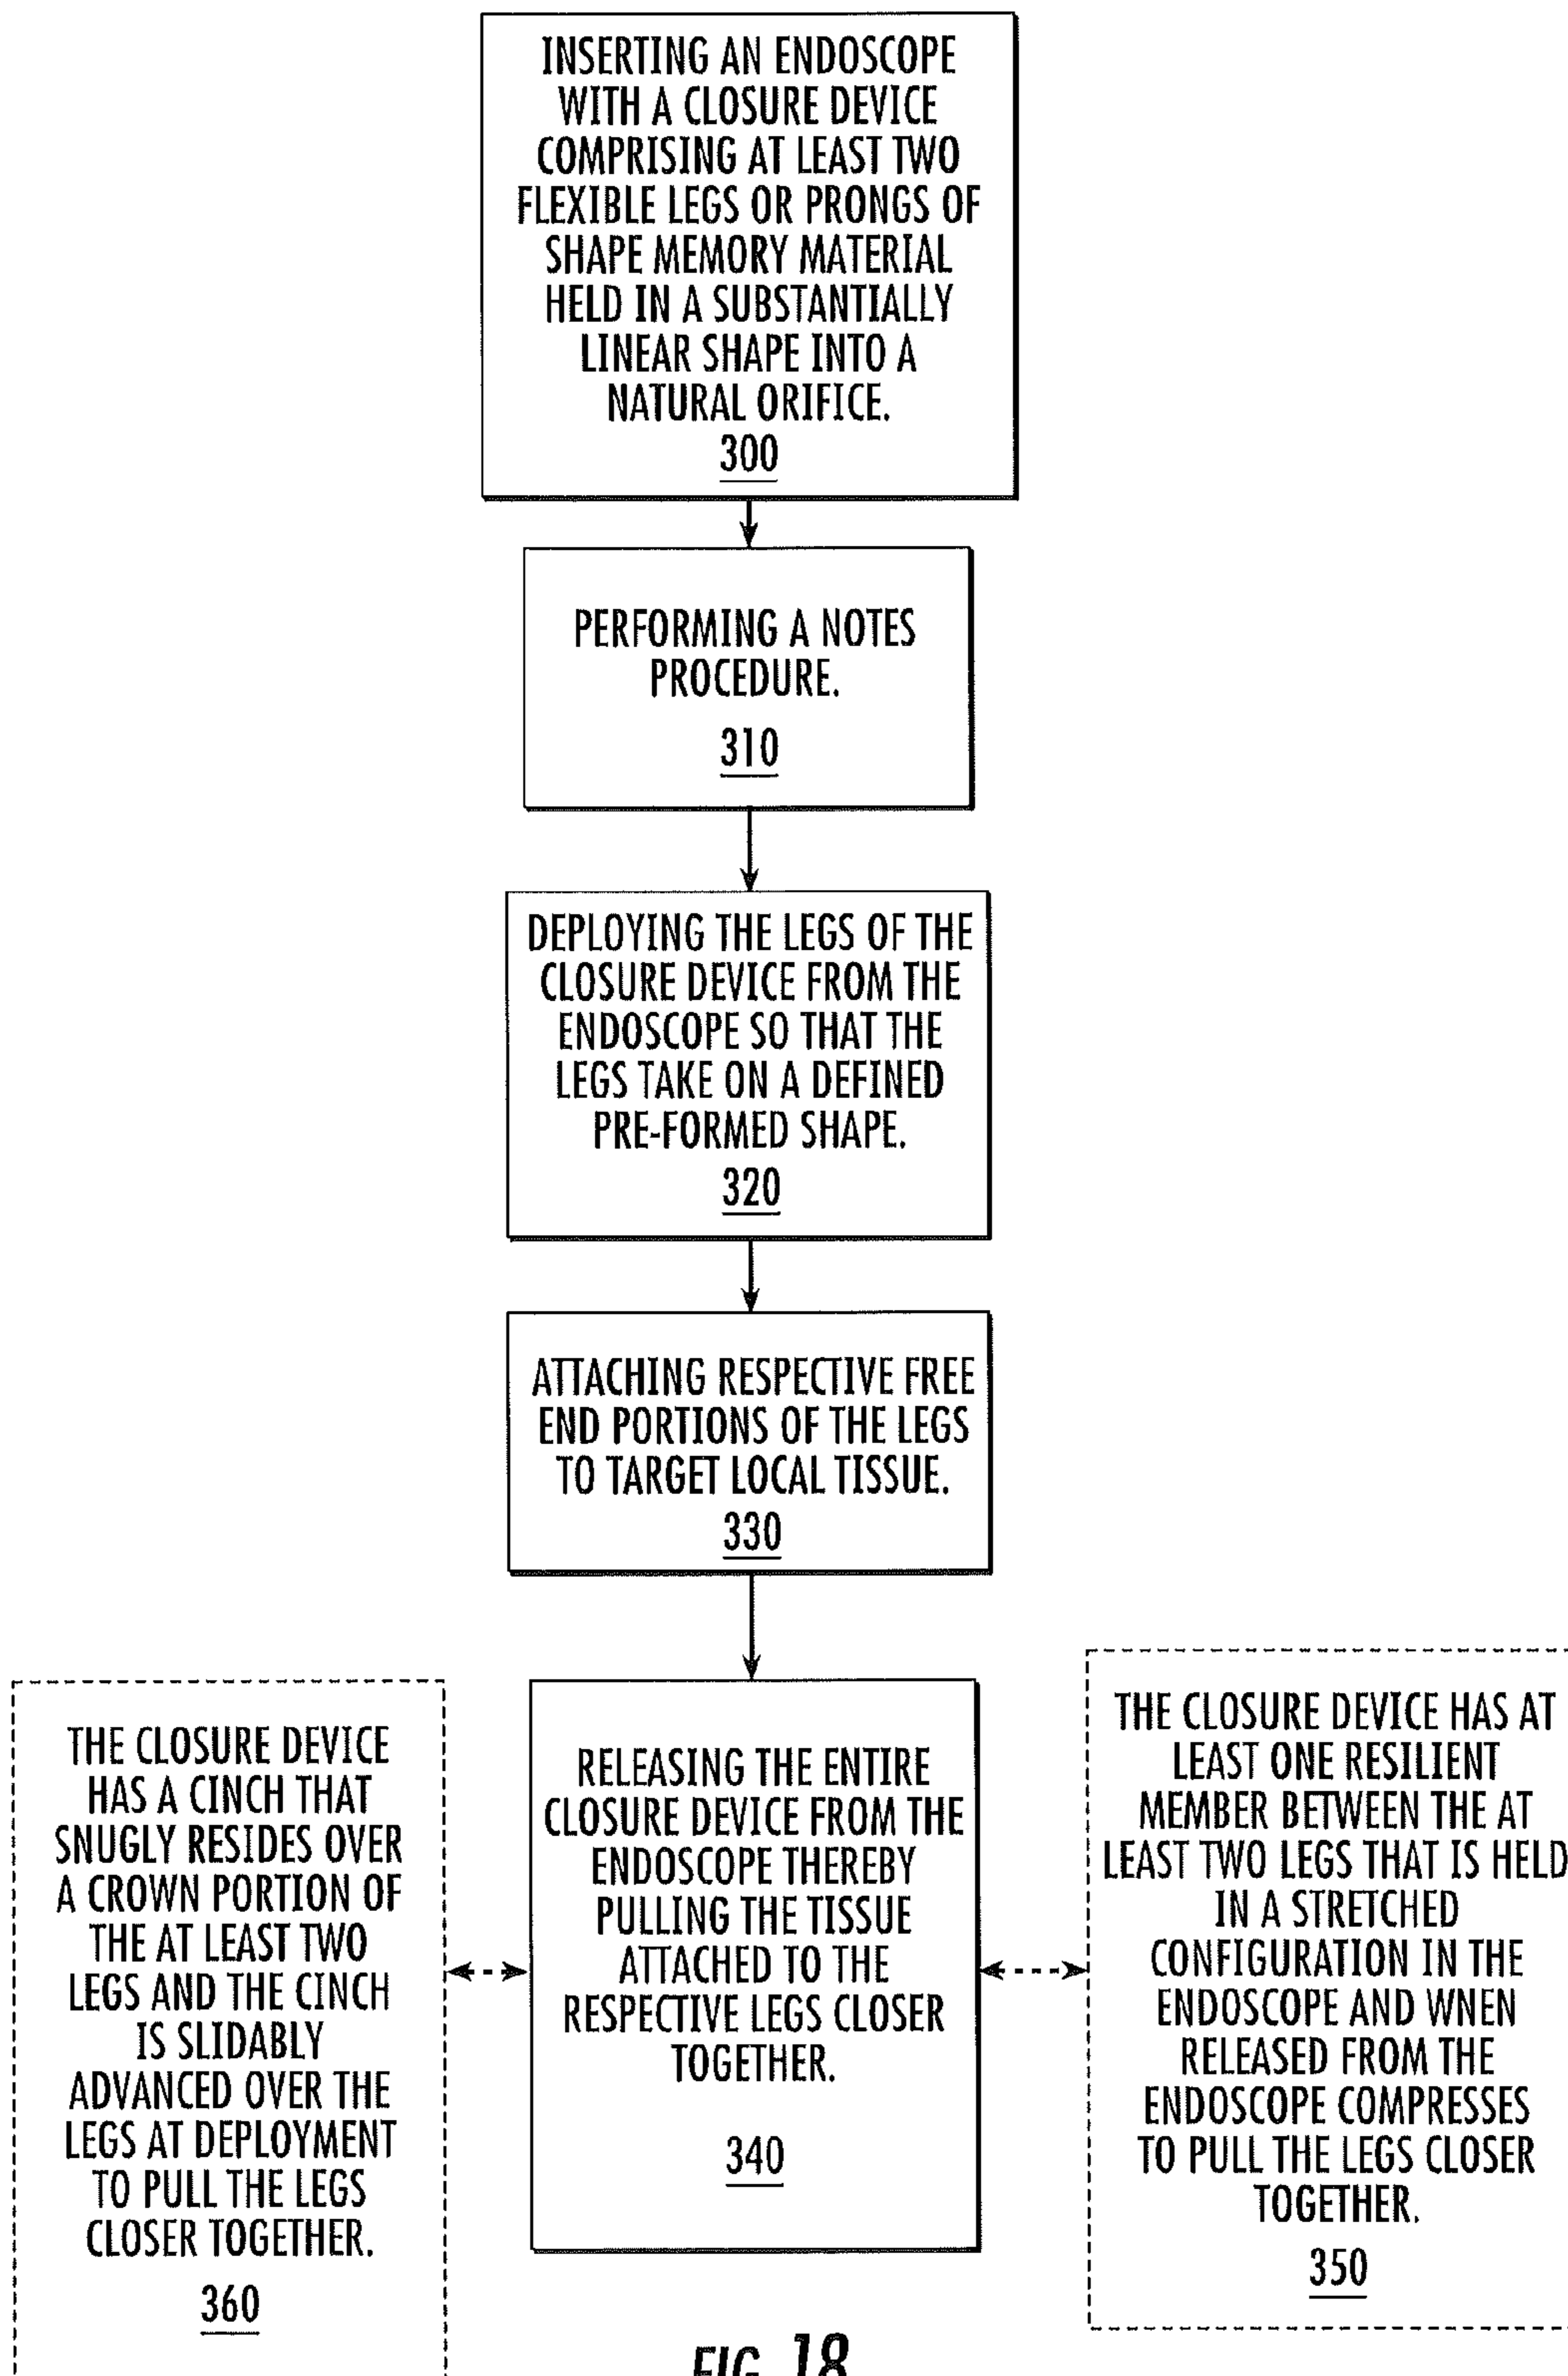 INSERTING AN ENDOSCOPE
WITH A CLOSURE DEVICE
COMPRISING AT LEAST TWO
FLEXIBLE LEGS OR PRONGS OF
SHAPE MEMORY MATERIAL
HELD IN A SUBSTANTIALLY
LINEAR SHAPE INTO A
NATURAL ORIFICE.
300
PERFORMING A NOTES
PROCEDURE.
310
DEPLOYING THE LEGS OF THE
CLOSURE DEVICE FROM THE
ENDOSCOPE SO THAT THE
LEGS TAKE ON A DEFINED
PRE-FORMED SHAPE.
320
ATTACHING RESPECTIVE FREE
END PORTIONS OF THE LEGS
TO TARGET LOCAL TISSUE.
330
THE CLOSURE DEVICE
HAS A CINCH THAT
SNUGLY RESIDES OVER
A CROWN PORTION OF
THE AT LEAST TWO
LEGS AND THE CINCH
IS SLIDABLY
ADVANCED OVER THE
LEGS AT DEPLOYMENT
TO PULL THE LEGS
CLOSER TOGETHER.
360
RELEASING THE ENTIRE
CLOSURE DEVICE FROM THE
ENDOSCOPE THEREBY
PULLING THE TISSUE
ATTACHED TO THE
RESPECTIVE LEGS CLOSER
TOGETHER.
340
THE CLOSURE DEVICE HAS AT
LEAST ONE RESILIENT
MEMBER BETWEEN THE AT
LEAST TWO LEGS THAT IS HELD
IN A STRETCHED
CONFIGURATION IN THE
ENDOSCOPE AND WNEN
RELEASED FROM THE
ENDOSCOPE COMPRESSES
TO PULL THE LEGS CLOSER
TOGETHER.
350
FIG. 18